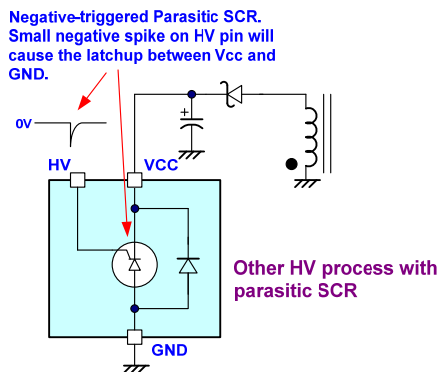 Negative-triggered Parasitic SCR.
Small negative spike on HV pin will
cause the latchup between Vcc and
GND.
0V
+
HV
VCC
Other HV process with
parasitic SCR
GND